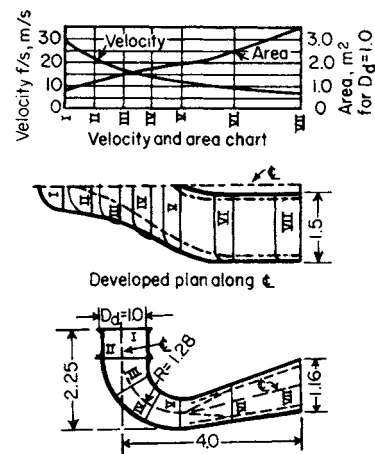 Velocity f/s, m/s
30
20
10
0
Velocity
Area
3.0
2.0
1.0
0
Area, m²
for Dd=1.0
I II III IV V VI VII
Velocity and area chart
℄
I II III IV V VI VII
1.5
Developed plan along ℄
Dd=1.0
I
II
III
IV
V
VI
VII
℄
R=1.28
℄
2.25
1.16
4.0